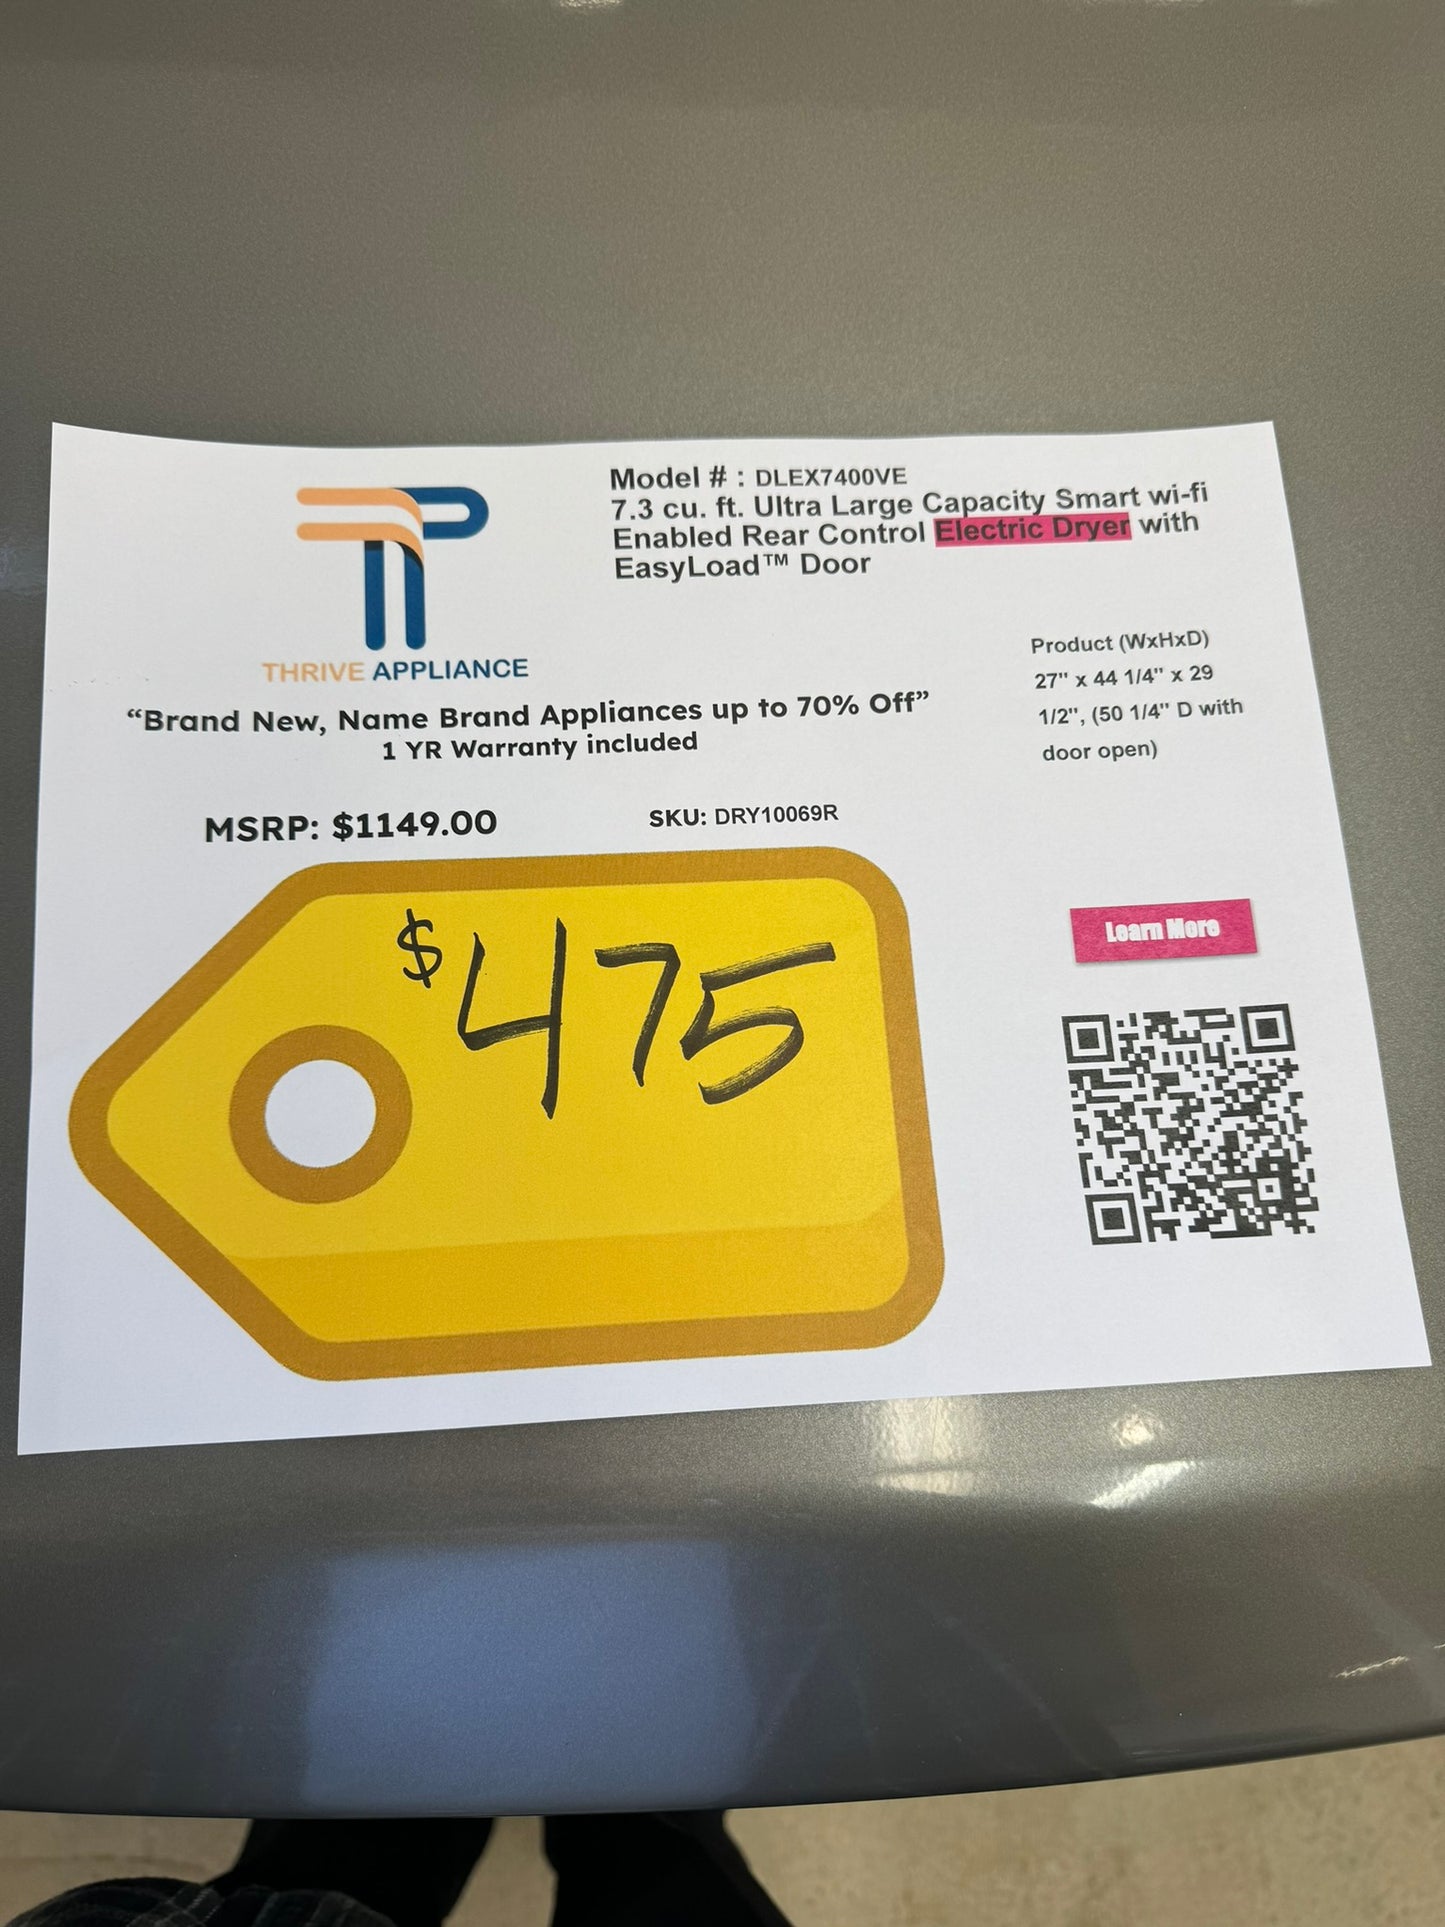 THRIVE APPLIANCE
“Brand New, Name Brand Appliances up to 70% Off”
1 YR Warranty included
Model # : DLEX7400VE
7.3 cu. ft. Ultra Large Capacity Smart wi-fi
Enabled Rear Control Electric Dryer with
EasyLoad™ Door
Product (WxHxD)
27" x 44 1/4" x 29
1/2", (50 1/4" D with
door open)
MSRP: $1149.00
SKU: DRY10069R
$475
Learn More